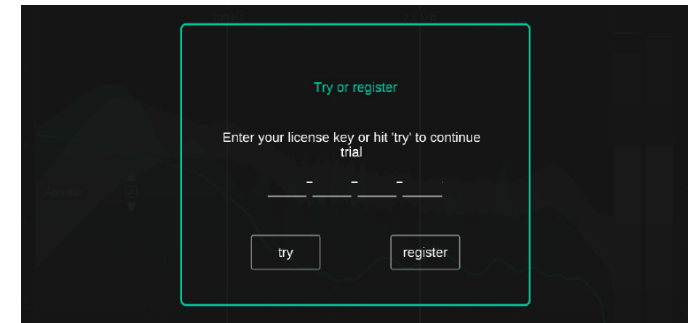 Try or register
Enter your license key or hit 'try' to continue
trial
- - -
try
register